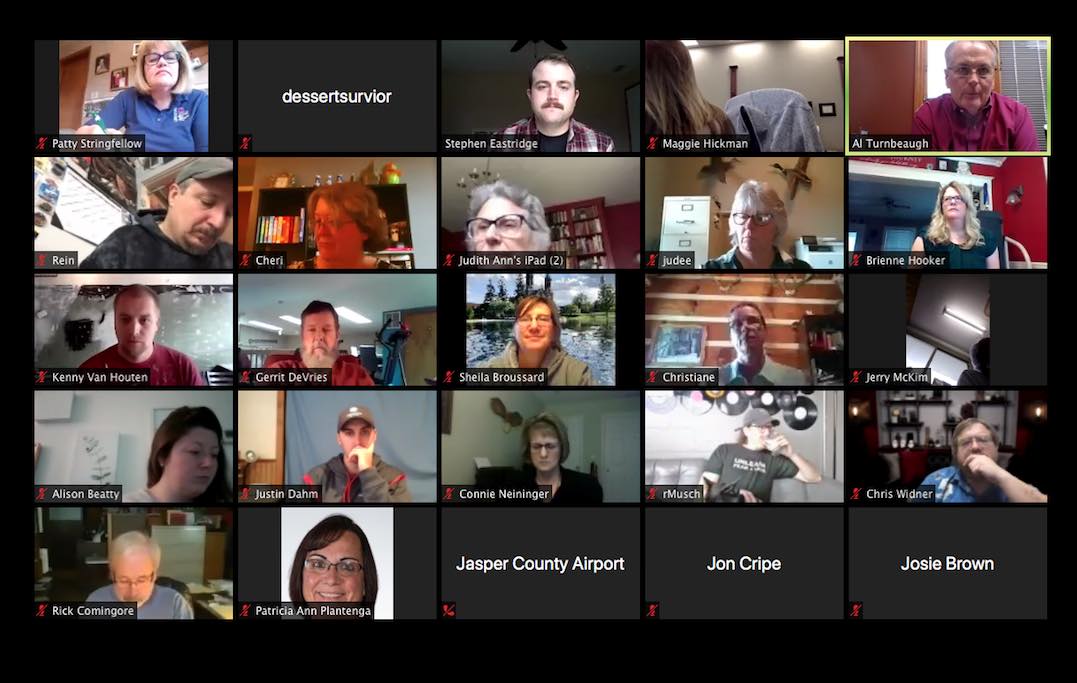 Patty Stringfellow
dessertsurvior
Stephen Eastridge
Maggie Hickman
Al Turnbeaugh
Rein
Cheri
Judith Ann's iPad (2)
judee
Brienne Hooker
Kenny Van Houten
Gerrit DeVries
Sheila Broussard
Christiane
Jerry McKim
Alison Beatty
Justin Dahm
Connie Neininger
rMusch
Chris Widner
Rick Comingore
Patricia Ann Plantenga
Jasper County Airport
Jon Cripe
Josie Brown